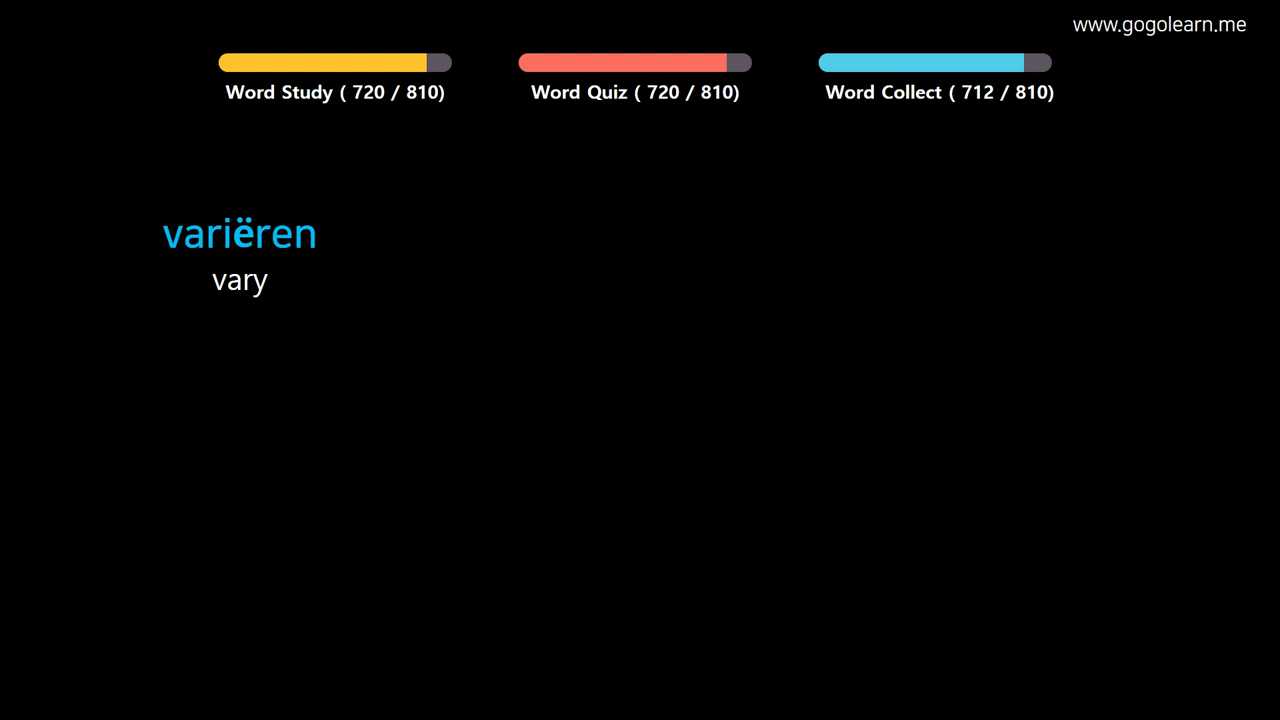 www.gogolearn.me
Word Study ( 720 / 810)
Word Quiz ( 720 / 810)
Word Collect ( 712 / 810)
variëren
vary